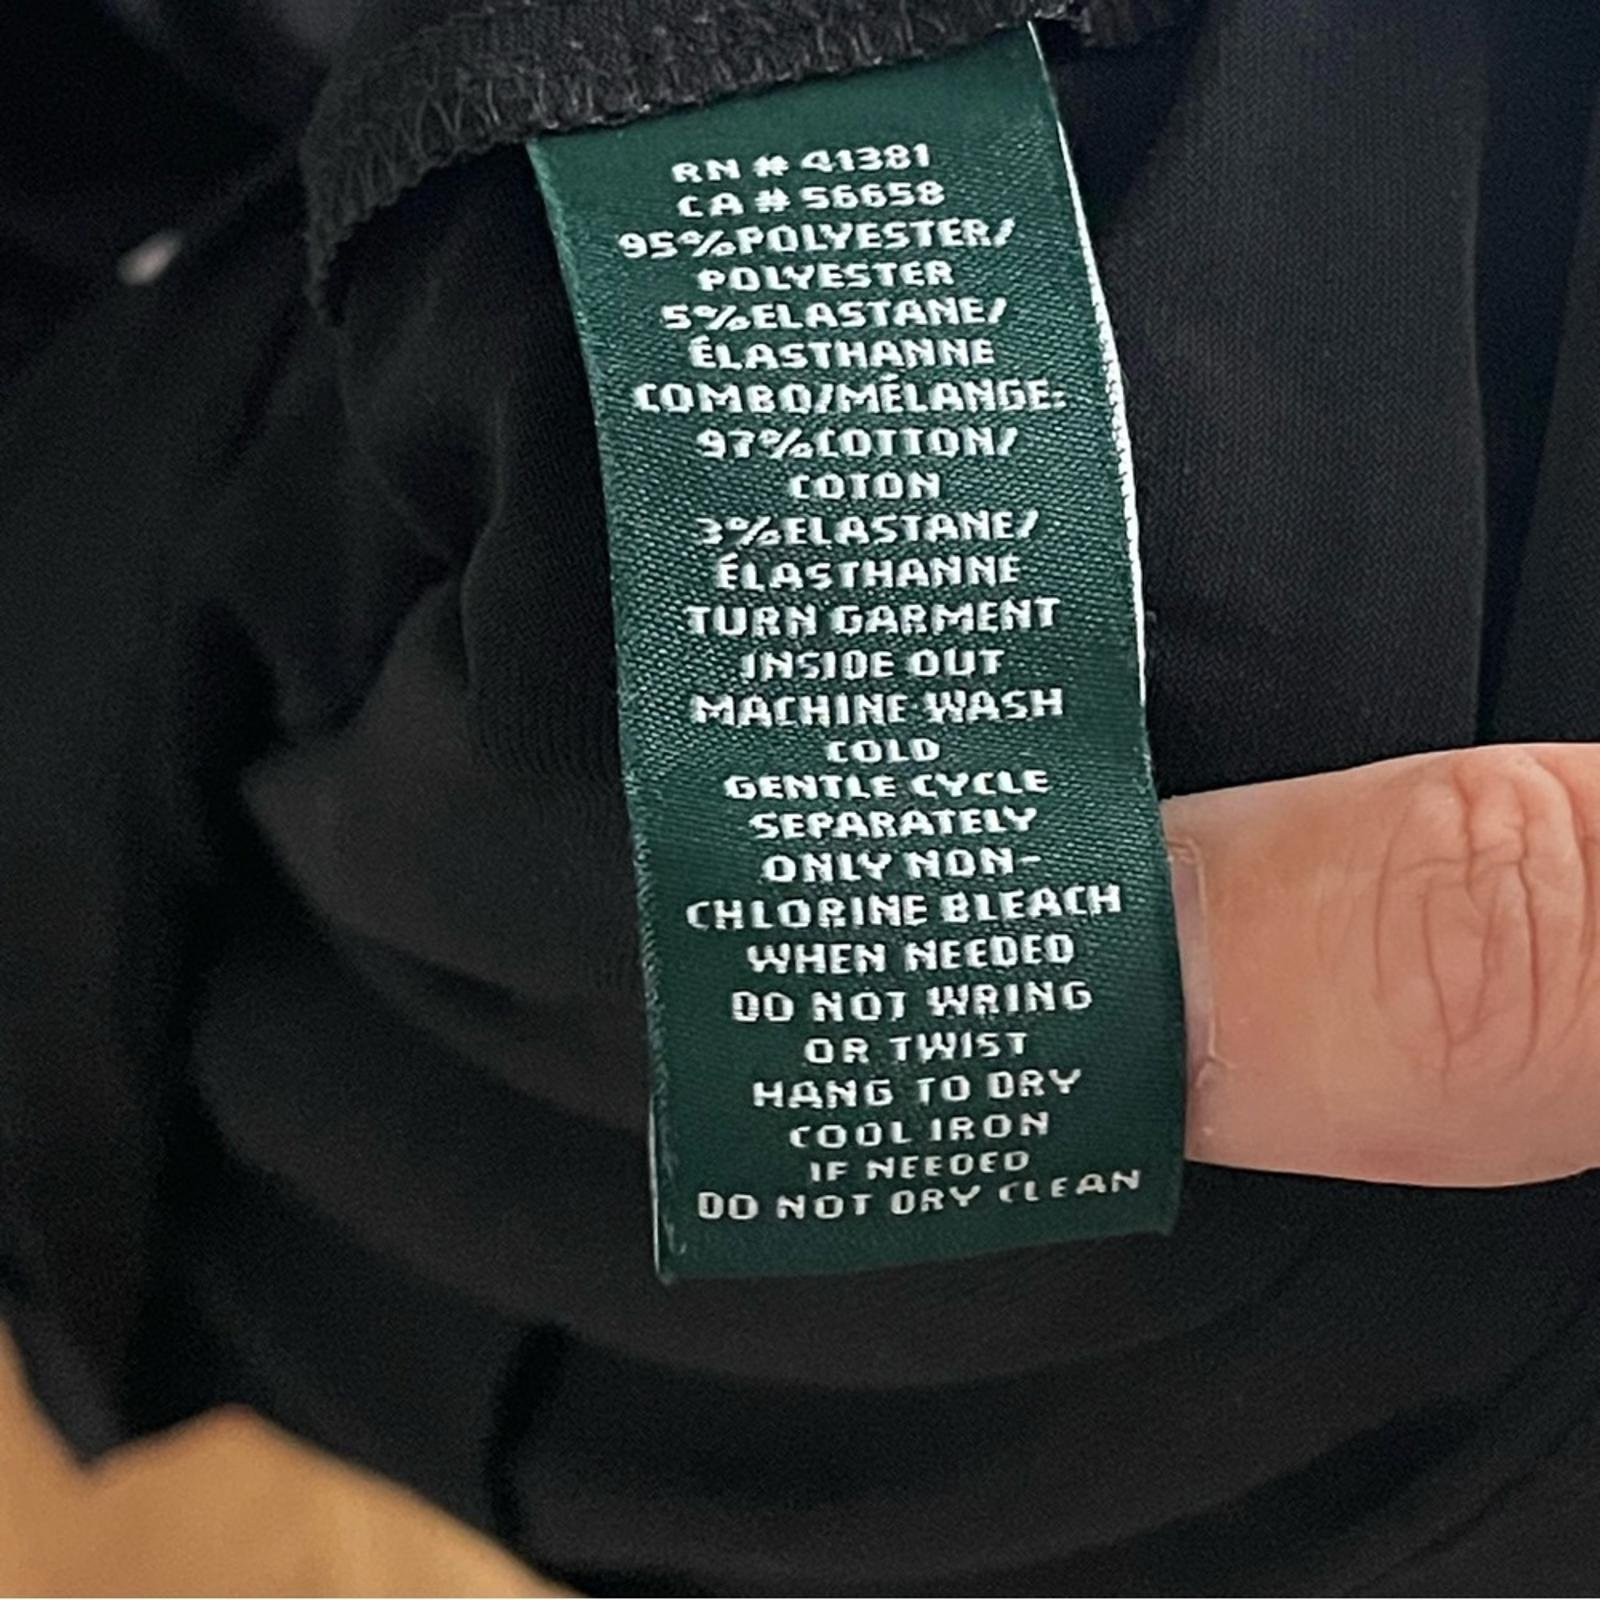 RN # 41381
CA # 56658
95%POLYESTER/
POLYESTER
5%ELASTANE/
ÉLASTHANNE
COMBO/MÉLANGE:
97%COTTON/
COTON
3%ELASTANE/
ÉLASTHANNE
TURN GARMENT
INSIDE OUT
MACHINE WASH
COLD
GENTLE CYCLE
SEPARATELY
ONLY NON-
CHLORINE BLEACH
WHEN NEEDED
DO NOT WRING
OR TWIST
HANG TO DRY
COOL IRON
IF NEEDED
DO NOT DRY CLEAN